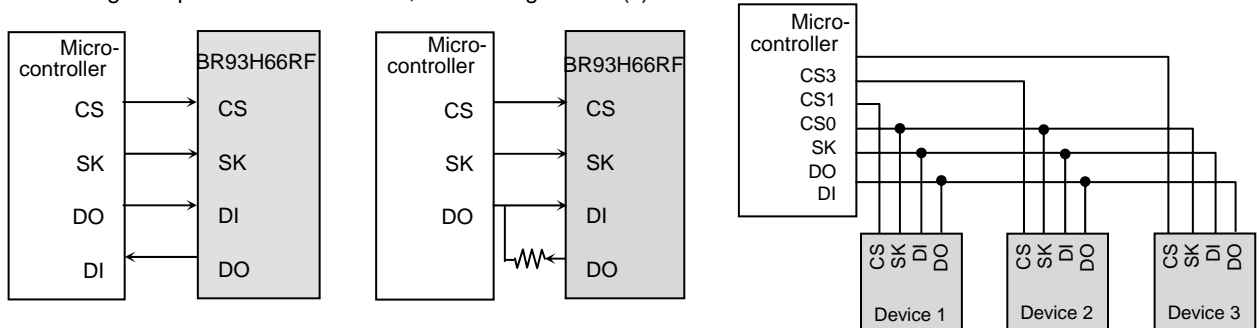 Micro-
controller
CS
SK
DO
DI
BR93H66RF
CS
SK
DI
DO
Micro-
controller
CS
SK
DO
BR93H66RF
CS
SK
DI
DO
Micro-
controller
CS3
CS1
CS0
SK
DO
DI
CS
SK
DI
DO
Device 1
CS
SK
DI
DO
Device 2
CS
SK
DI
DO
Device 3